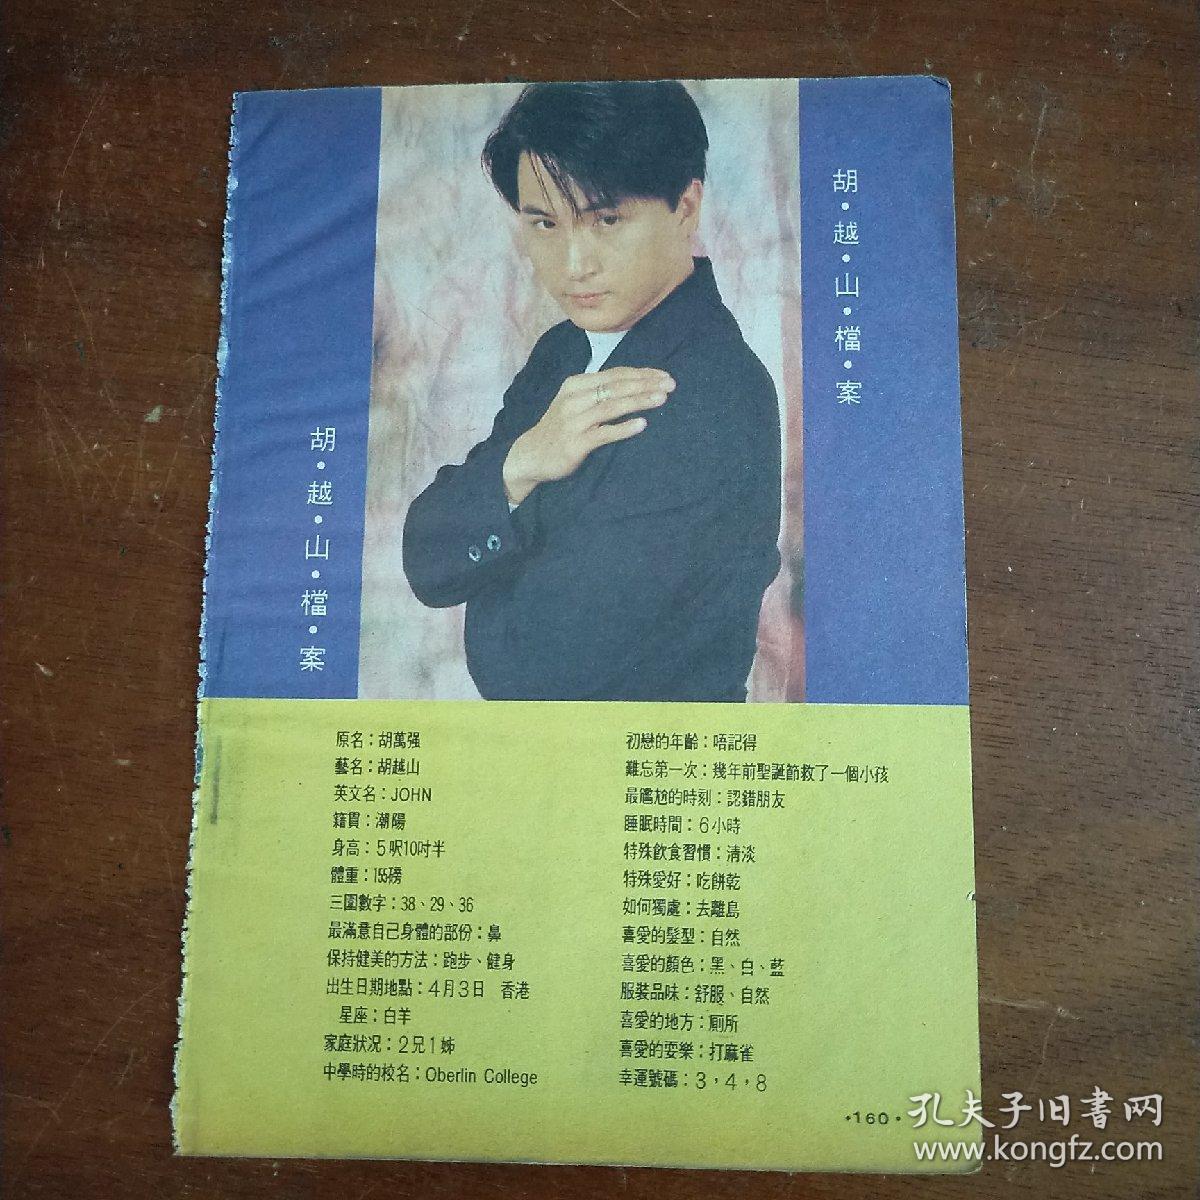 胡·越·山·檔·案
胡·越·山·檔·案
原名：胡萬强
藝名：胡越山
英文名：JOHN
籍貫：潮陽
身高：5呎10吋半
體重：155磅
三圍數字：38、29、36
最滿意自己身體的部份：鼻
保持健美的方法：跑步、健身
出生日期地點：4月3日 香港
星座：白羊
家庭狀况：2兄1姊
中學時的校名：Oberlin College
初戀的年齡：唔記得
難忘第一次：幾年前聖誕節救了一個小孩
最尷尬的時刻：認錯朋友
睡眠時間：6小時
特殊飲食習慣：清淡
特殊愛好：吃餅乾
如何獨處：去離島
喜愛的髮型：自然
喜愛的顏色：黑、白、藍
服裝品味：舒服、自然
喜愛的地方：厠所
喜愛的耍樂：打麻雀
幸運號碼：3，4，8
•160•
孔夫子旧书网
www.kongfz.com